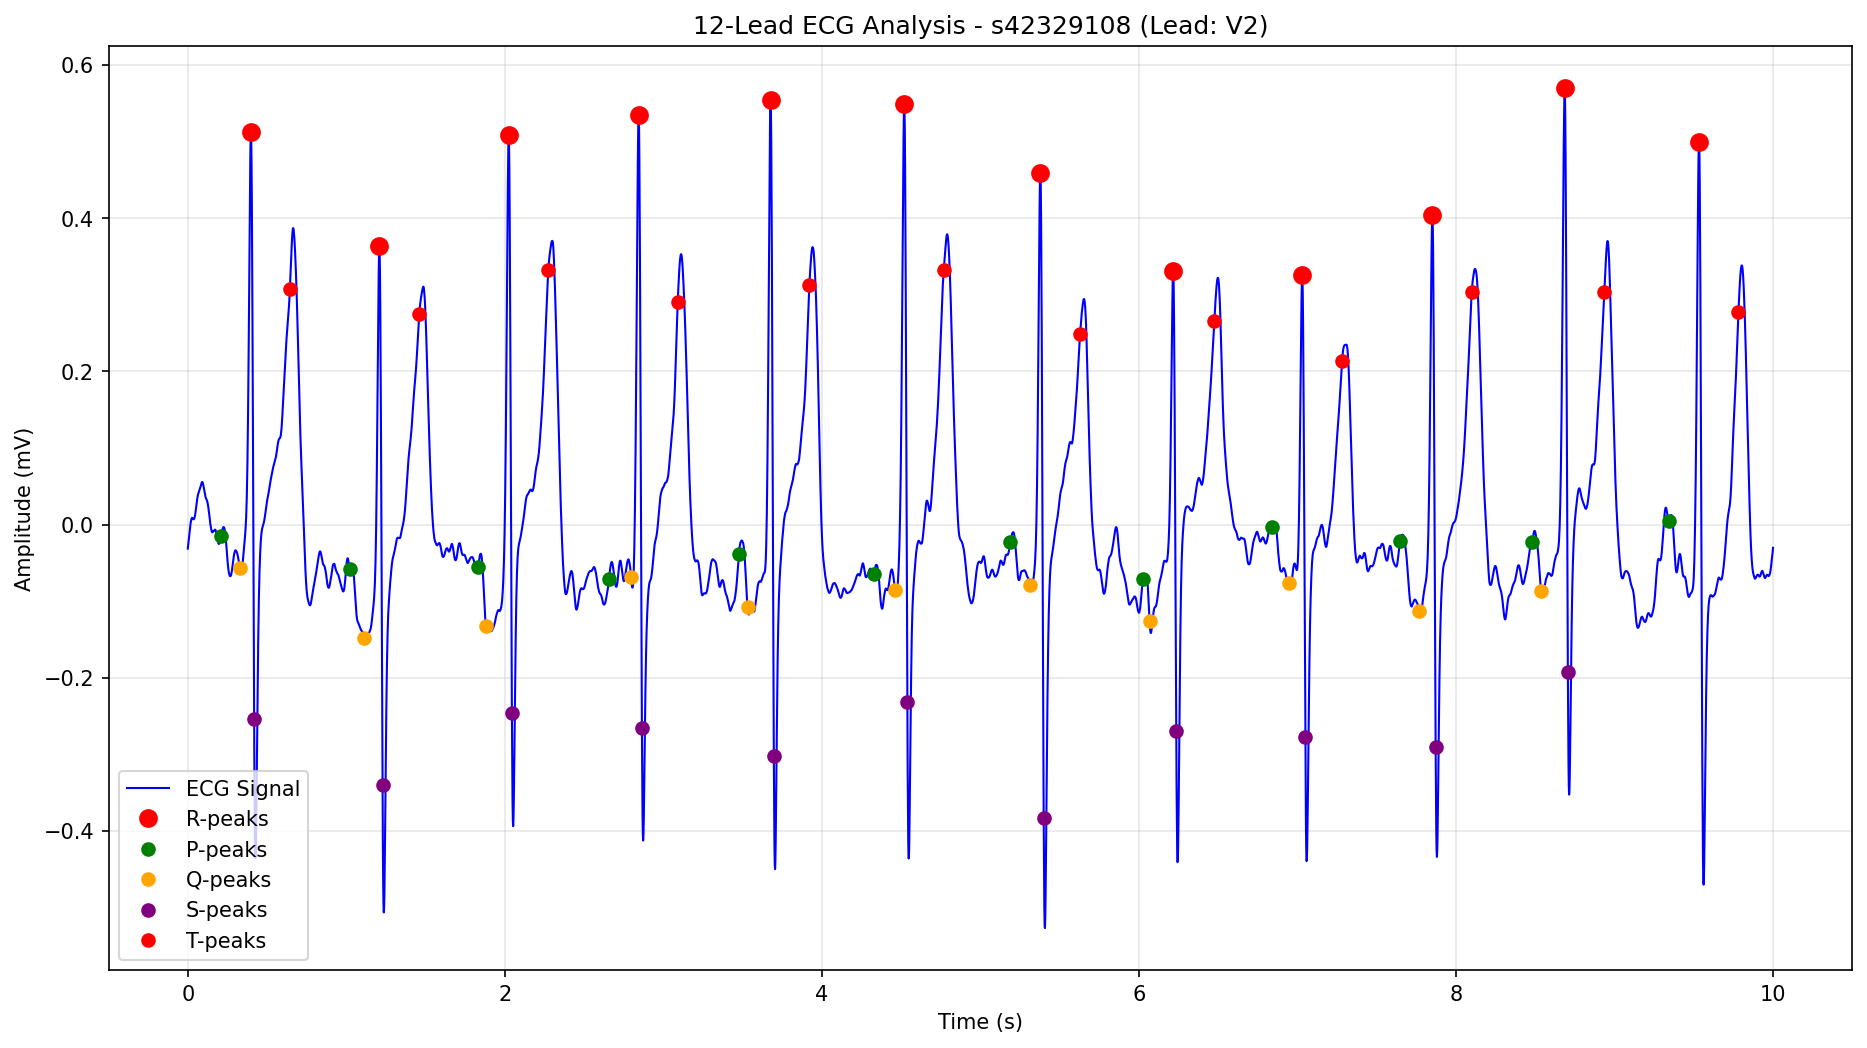 12-Lead ECG Analysis - s42329108 (Lead: V2)
Amplitude (mV)
0.6
0.4
0.2
0.0
−0.2
−0.4
ECG Signal
R-peaks
P-peaks
Q-peaks
S-peaks
T-peaks
0 2 4 6 8 10
Time (s)